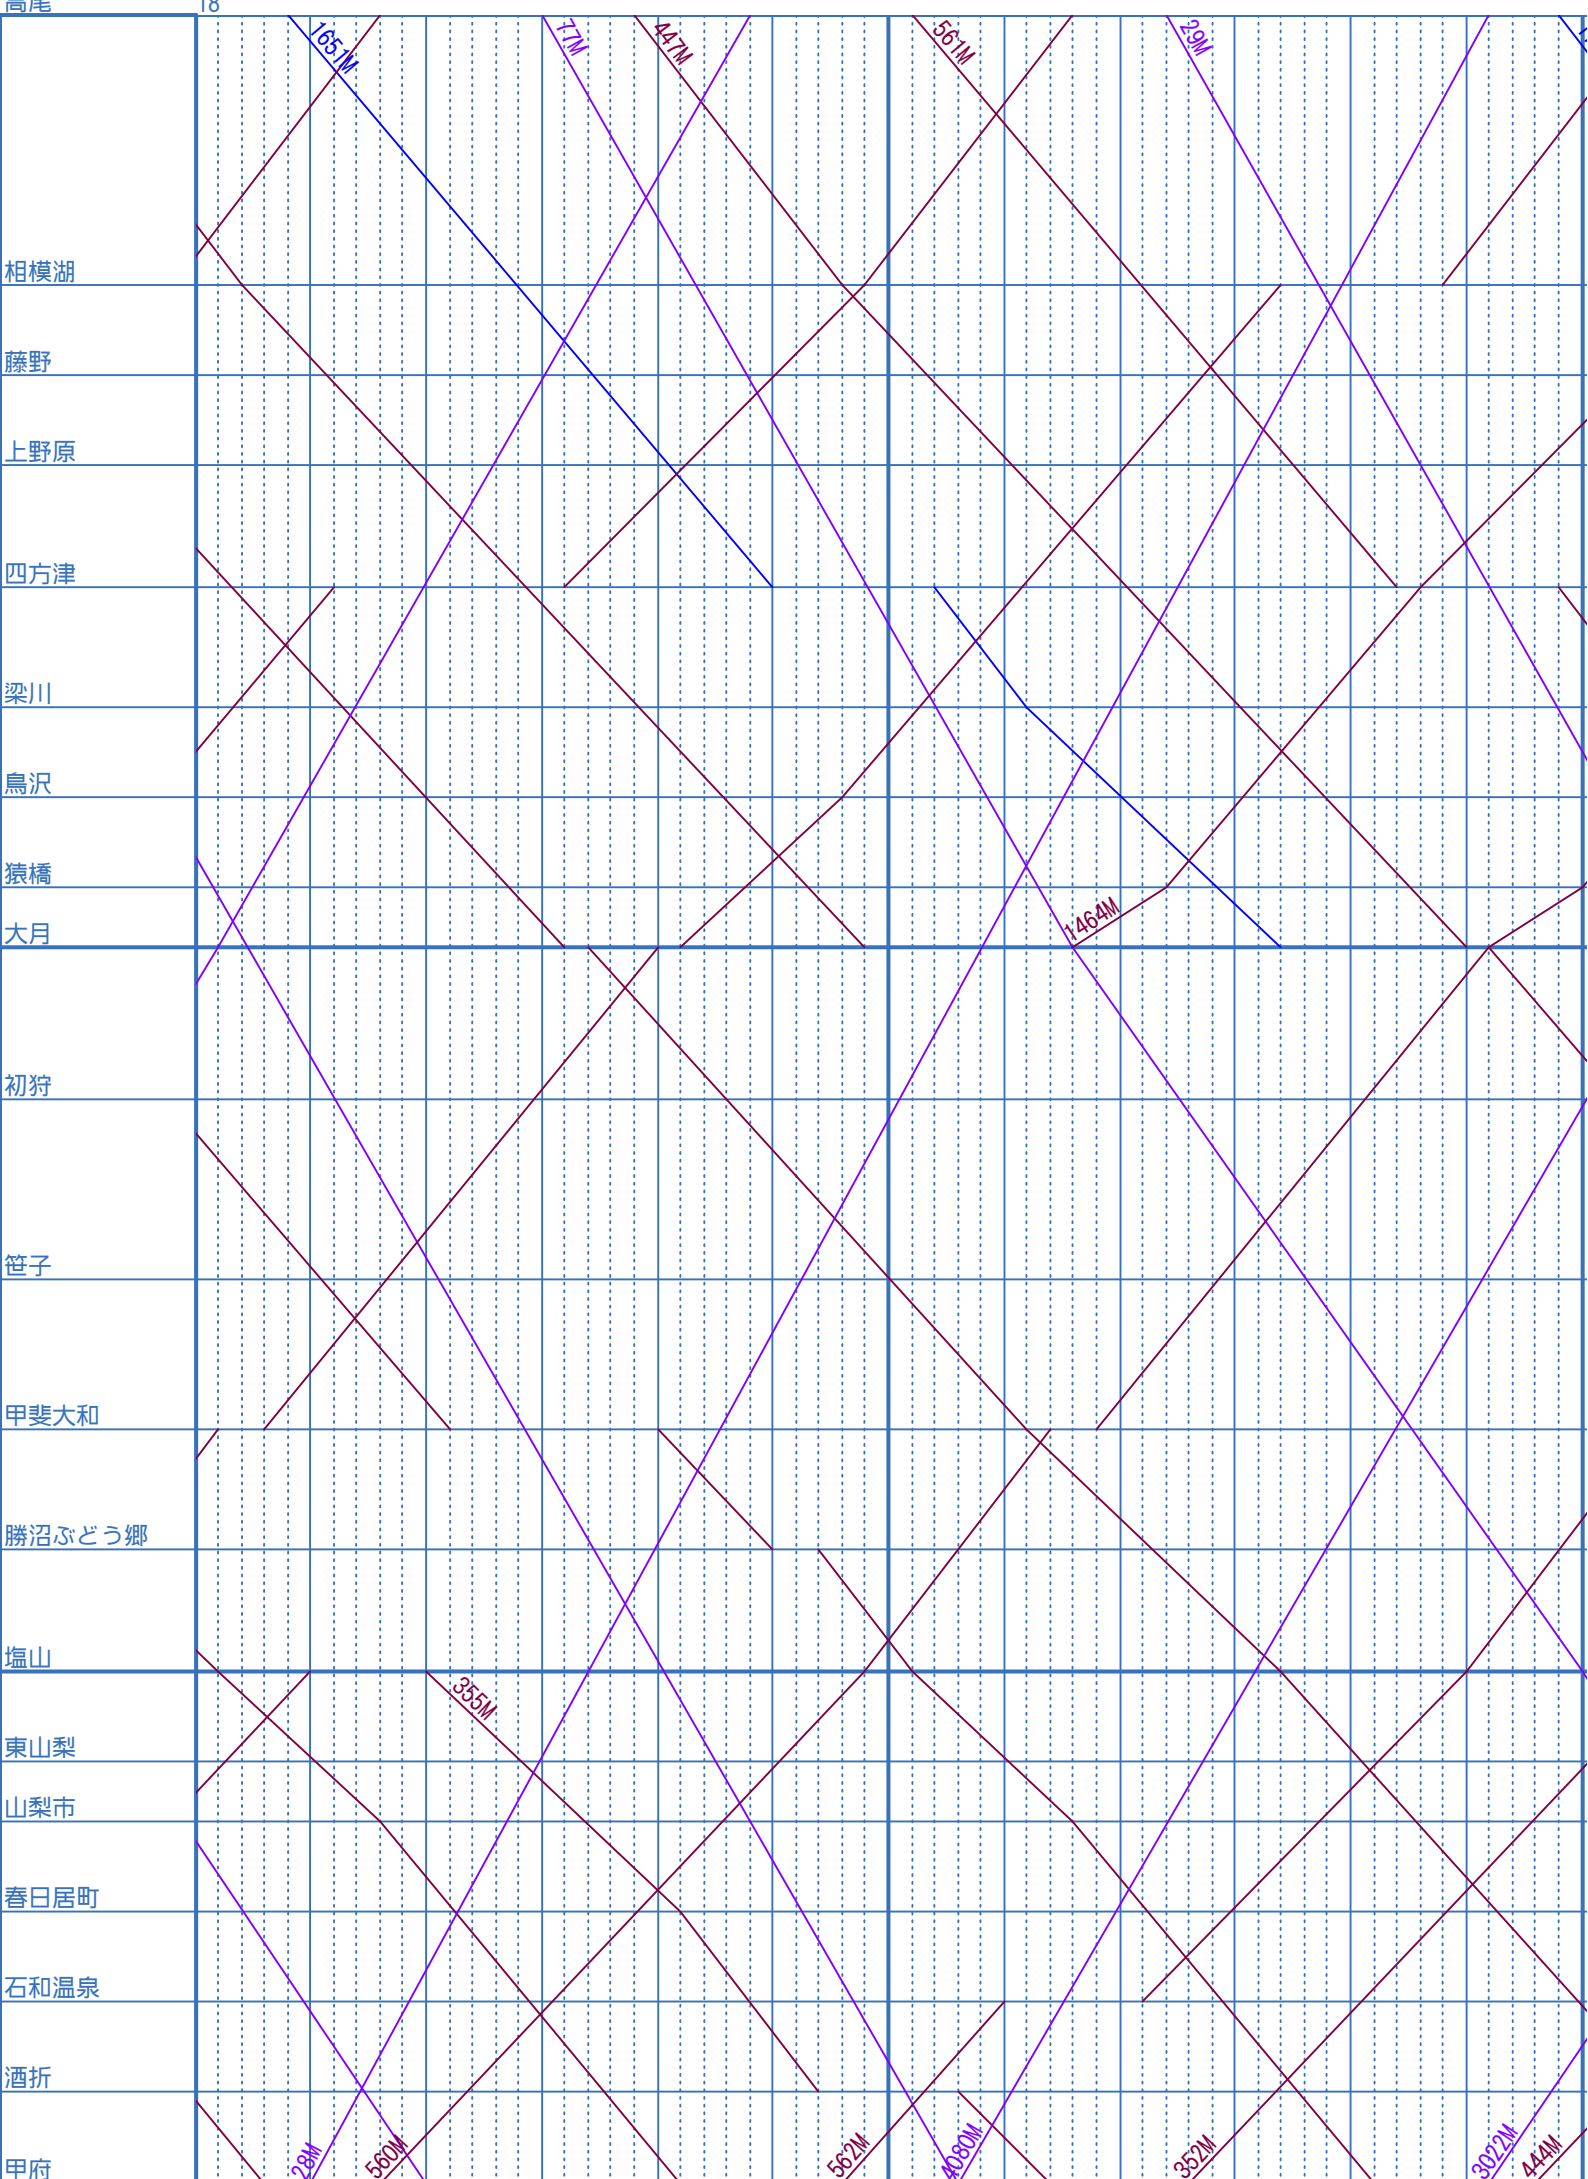 高尾 18
1651M 77M 447M 561M 29M
相模湖
藤野
上野原
四方津
梁川
鳥沢
猿橋
1464M
大月
初狩
笹子
甲斐大和
勝沼ぶどう郷
塩山
355M
東山梨
山梨市
春日居町
石和温泉
酒折
28M 560M 562M 4080M 352M 3022M 444M
甲府